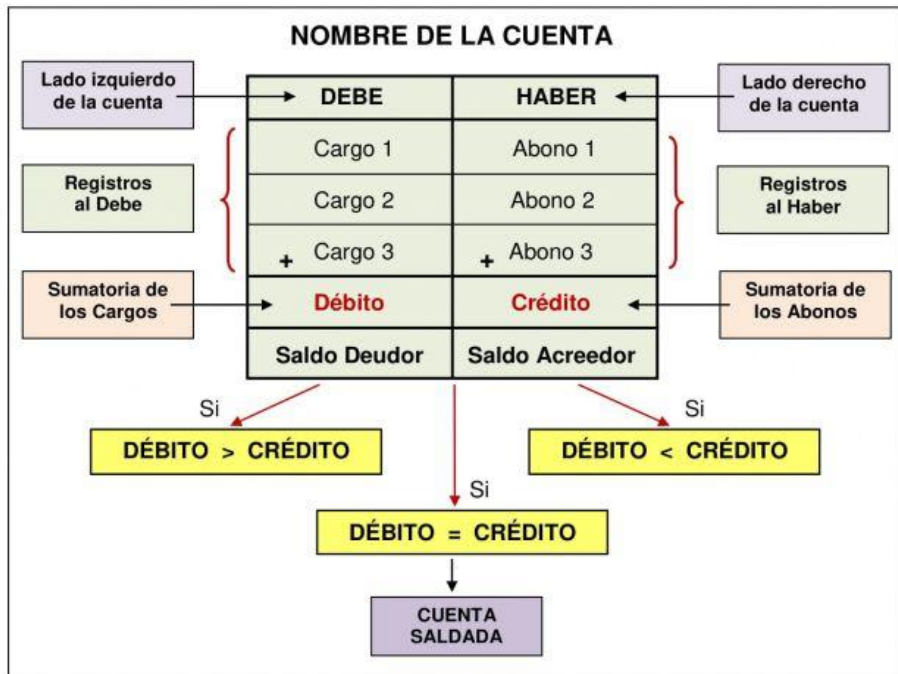 NOMBRE DE LA CUENTA
Lado izquierdo
de la cuenta
DEBE
HABER
Lado derecho
de la cuenta
Registros
al Debe
Cargo 1
Abono 1
Cargo 2
Abono 2
+ Cargo 3
+ Abono 3
Registros
al Haber
Sumatoria de
los Cargos
Débito
Crédito
Sumatoria de
los Abonos
Saldo Deudor
Saldo Acreedor
Si
Si
DÉBITO > CRÉDITO
DÉBITO < CRÉDITO
Si
DÉBITO = CRÉDITO
CUENTA
SALDADA